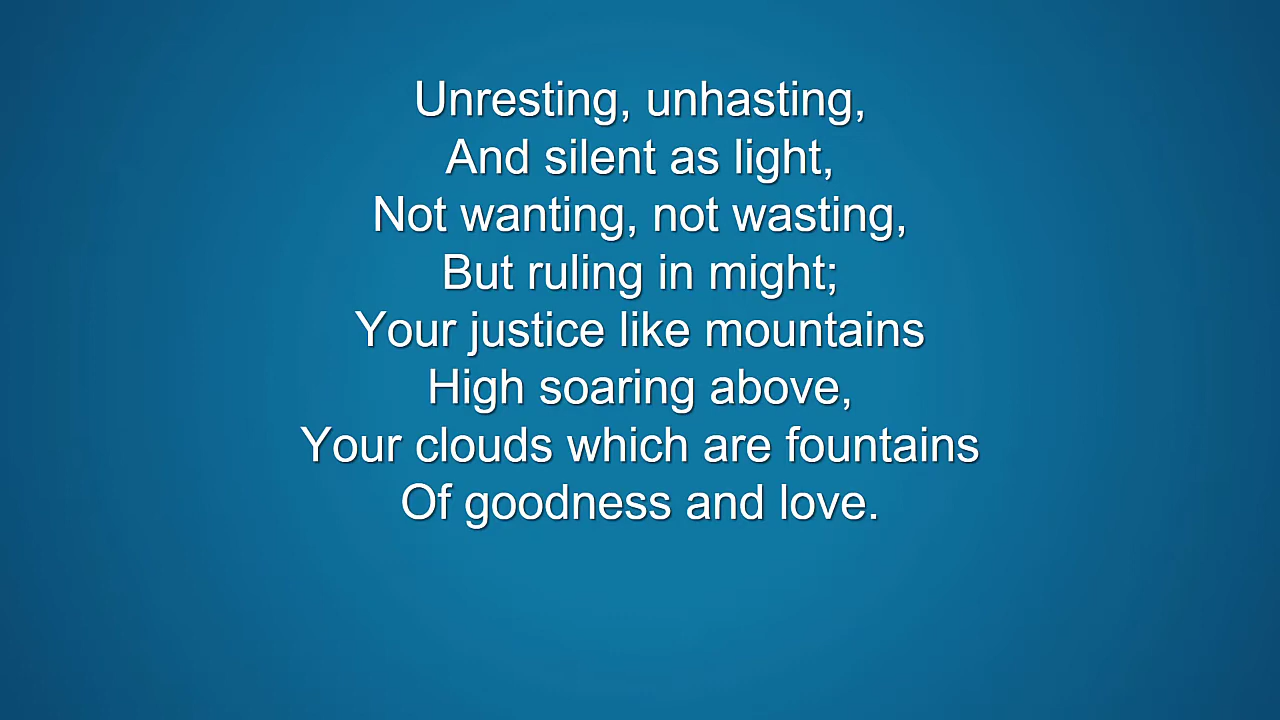 Unresting, unhasting,
And silent as light,
Not wanting, not wasting,
But ruling in might;
Your justice like mountains
High soaring above,
Your clouds which are fountains
Of goodness and love.